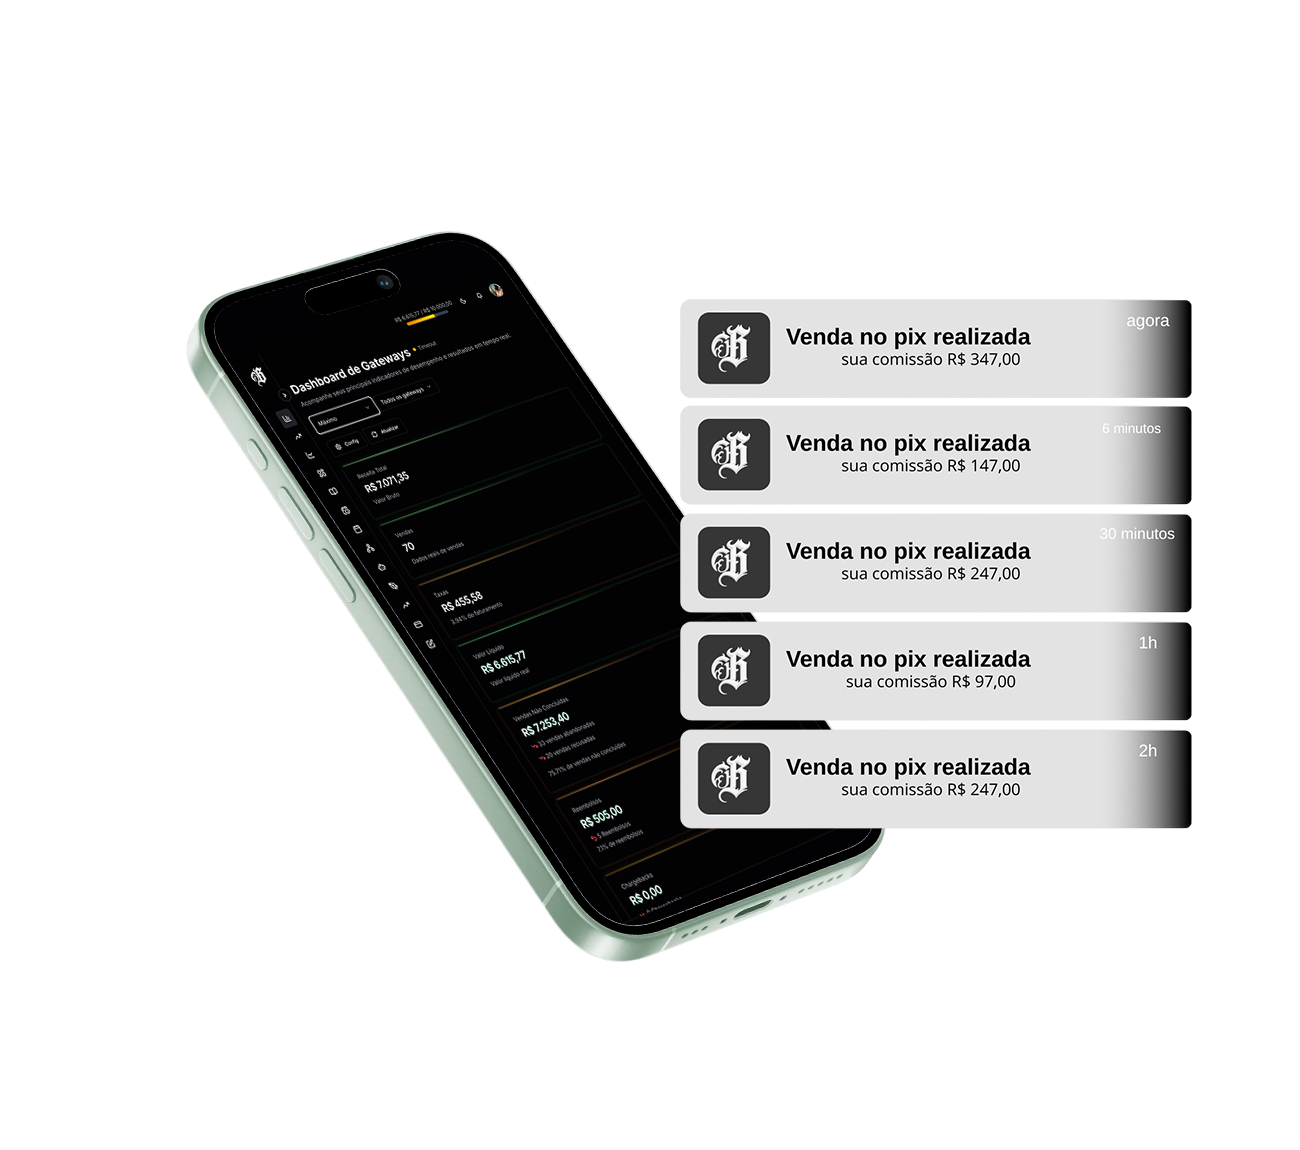 R$ 6.615,77 / R$ 10.000,00
Dashboard de Gateways
Timeout
Acompanhe seus principais indicadores de desempenho e resultados em tempo real.
Máximo
Todos os gateways
Config
Atualizar
Receita Total
R$ 7.071,35
Valor Bruto
Vendas
70
Dados reais de vendas
Taxas
R$ 455,58
3.94% do faturamento
Valor Líquido
R$ 6.615,77
Valor líquido real
Vendas Não Concluídas
R$ 7.253,40
33 vendas abandonadas
20 vendas recusadas
75.71% de vendas não concluídas
Reembolsos
R$ 505,00
5 Reembolsos
7.1% de reembolsos
ChargeBacks
R$ 0,00
agora
Venda no pix realizada
sua comissão R$ 347,00
6 minutos
Venda no pix realizada
sua comissão R$ 147,00
30 minutos
Venda no pix realizada
sua comissão R$ 247,00
1h
Venda no pix realizada
sua comissão R$ 97,00
2h
Venda no pix realizada
sua comissão R$ 247,00